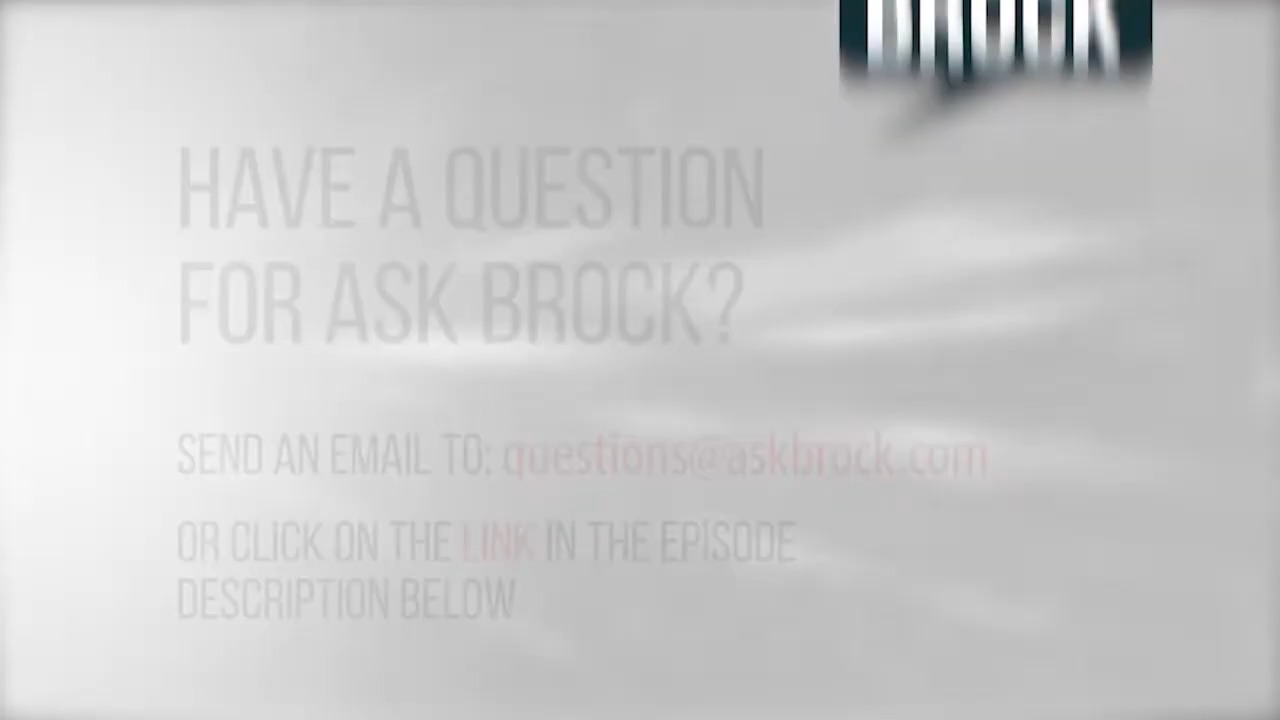 BROCK
HAVE A QUESTION
FOR ASK BROCK?
SEND AN EMAIL TO: questions@askbrock.com
OR CLICK ON THE LINK IN THE EPISODE
DESCRIPTION BELOW